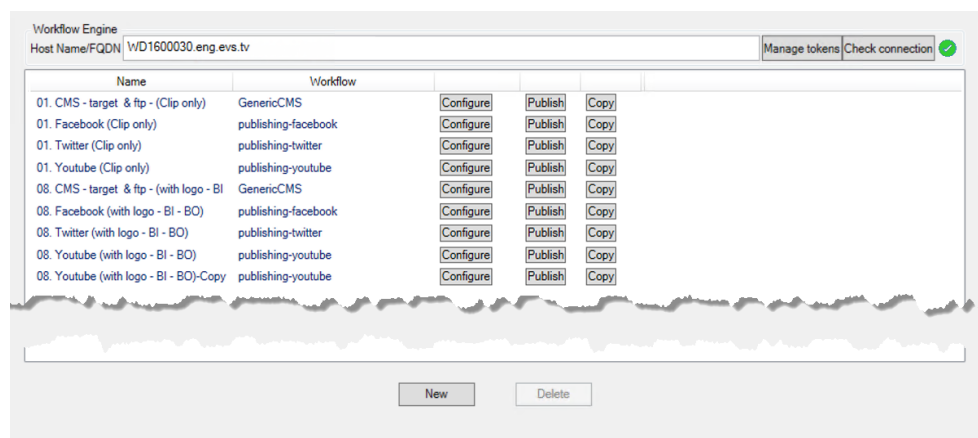 Workflow Engine
Host Name/FQDN WD1600030.eng.evs.tv Manage tokens Check connection
Name Workflow
01. CMS - target & ftp - (Clip only) GenericCMS Configure Publish Copy
01. Facebook (Clip only) publishing-facebook Configure Publish Copy
01. Twitter (Clip only) publishing-twitter Configure Publish Copy
01. Youtube (Clip only) publishing-youtube Configure Publish Copy
08. CMS - target & ftp - (with logo - BI GenericCMS Configure Publish Copy
08. Facebook (with logo - BI - BO) publishing-facebook Configure Publish Copy
08. Twitter (with logo - BI - BO) publishing-twitter Configure Publish Copy
08. Youtube (with logo - BI - BO) publishing-youtube Configure Publish Copy
08. Youtube (with logo - BI - BO)-Copy publishing-youtube Configure Publish Copy
New Delete